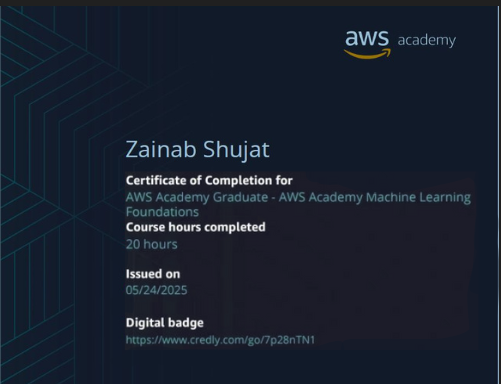 aws academy
Zainab Shujat
Certificate of Completion for
AWS Academy Graduate - AWS Academy Machine Learning
Foundations
Course hours completed
20 hours
Issued on
05/24/2025
Digital badge
https://www.credly.com/go/7p28nTN1